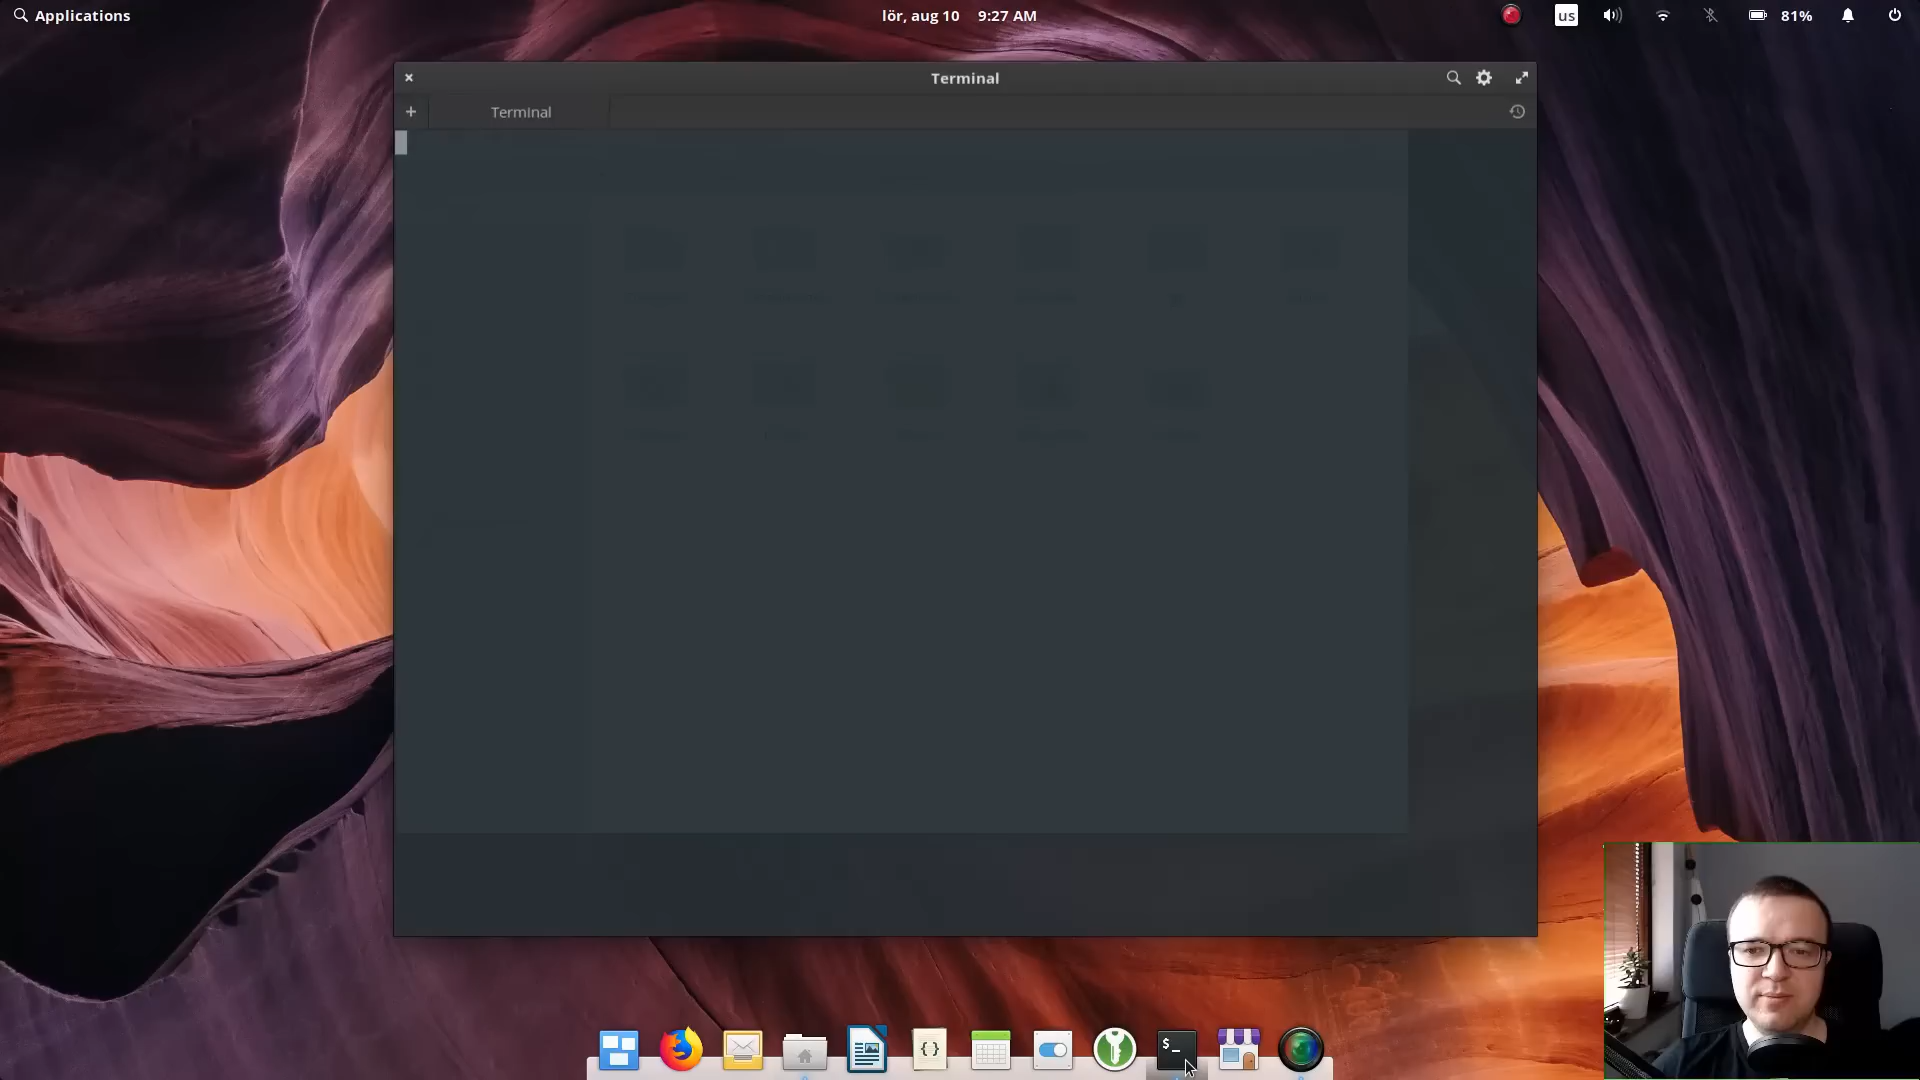 Applications
lör, aug 10 9:27 AM
us
81%
Terminal
+ Terminal
{}
$_